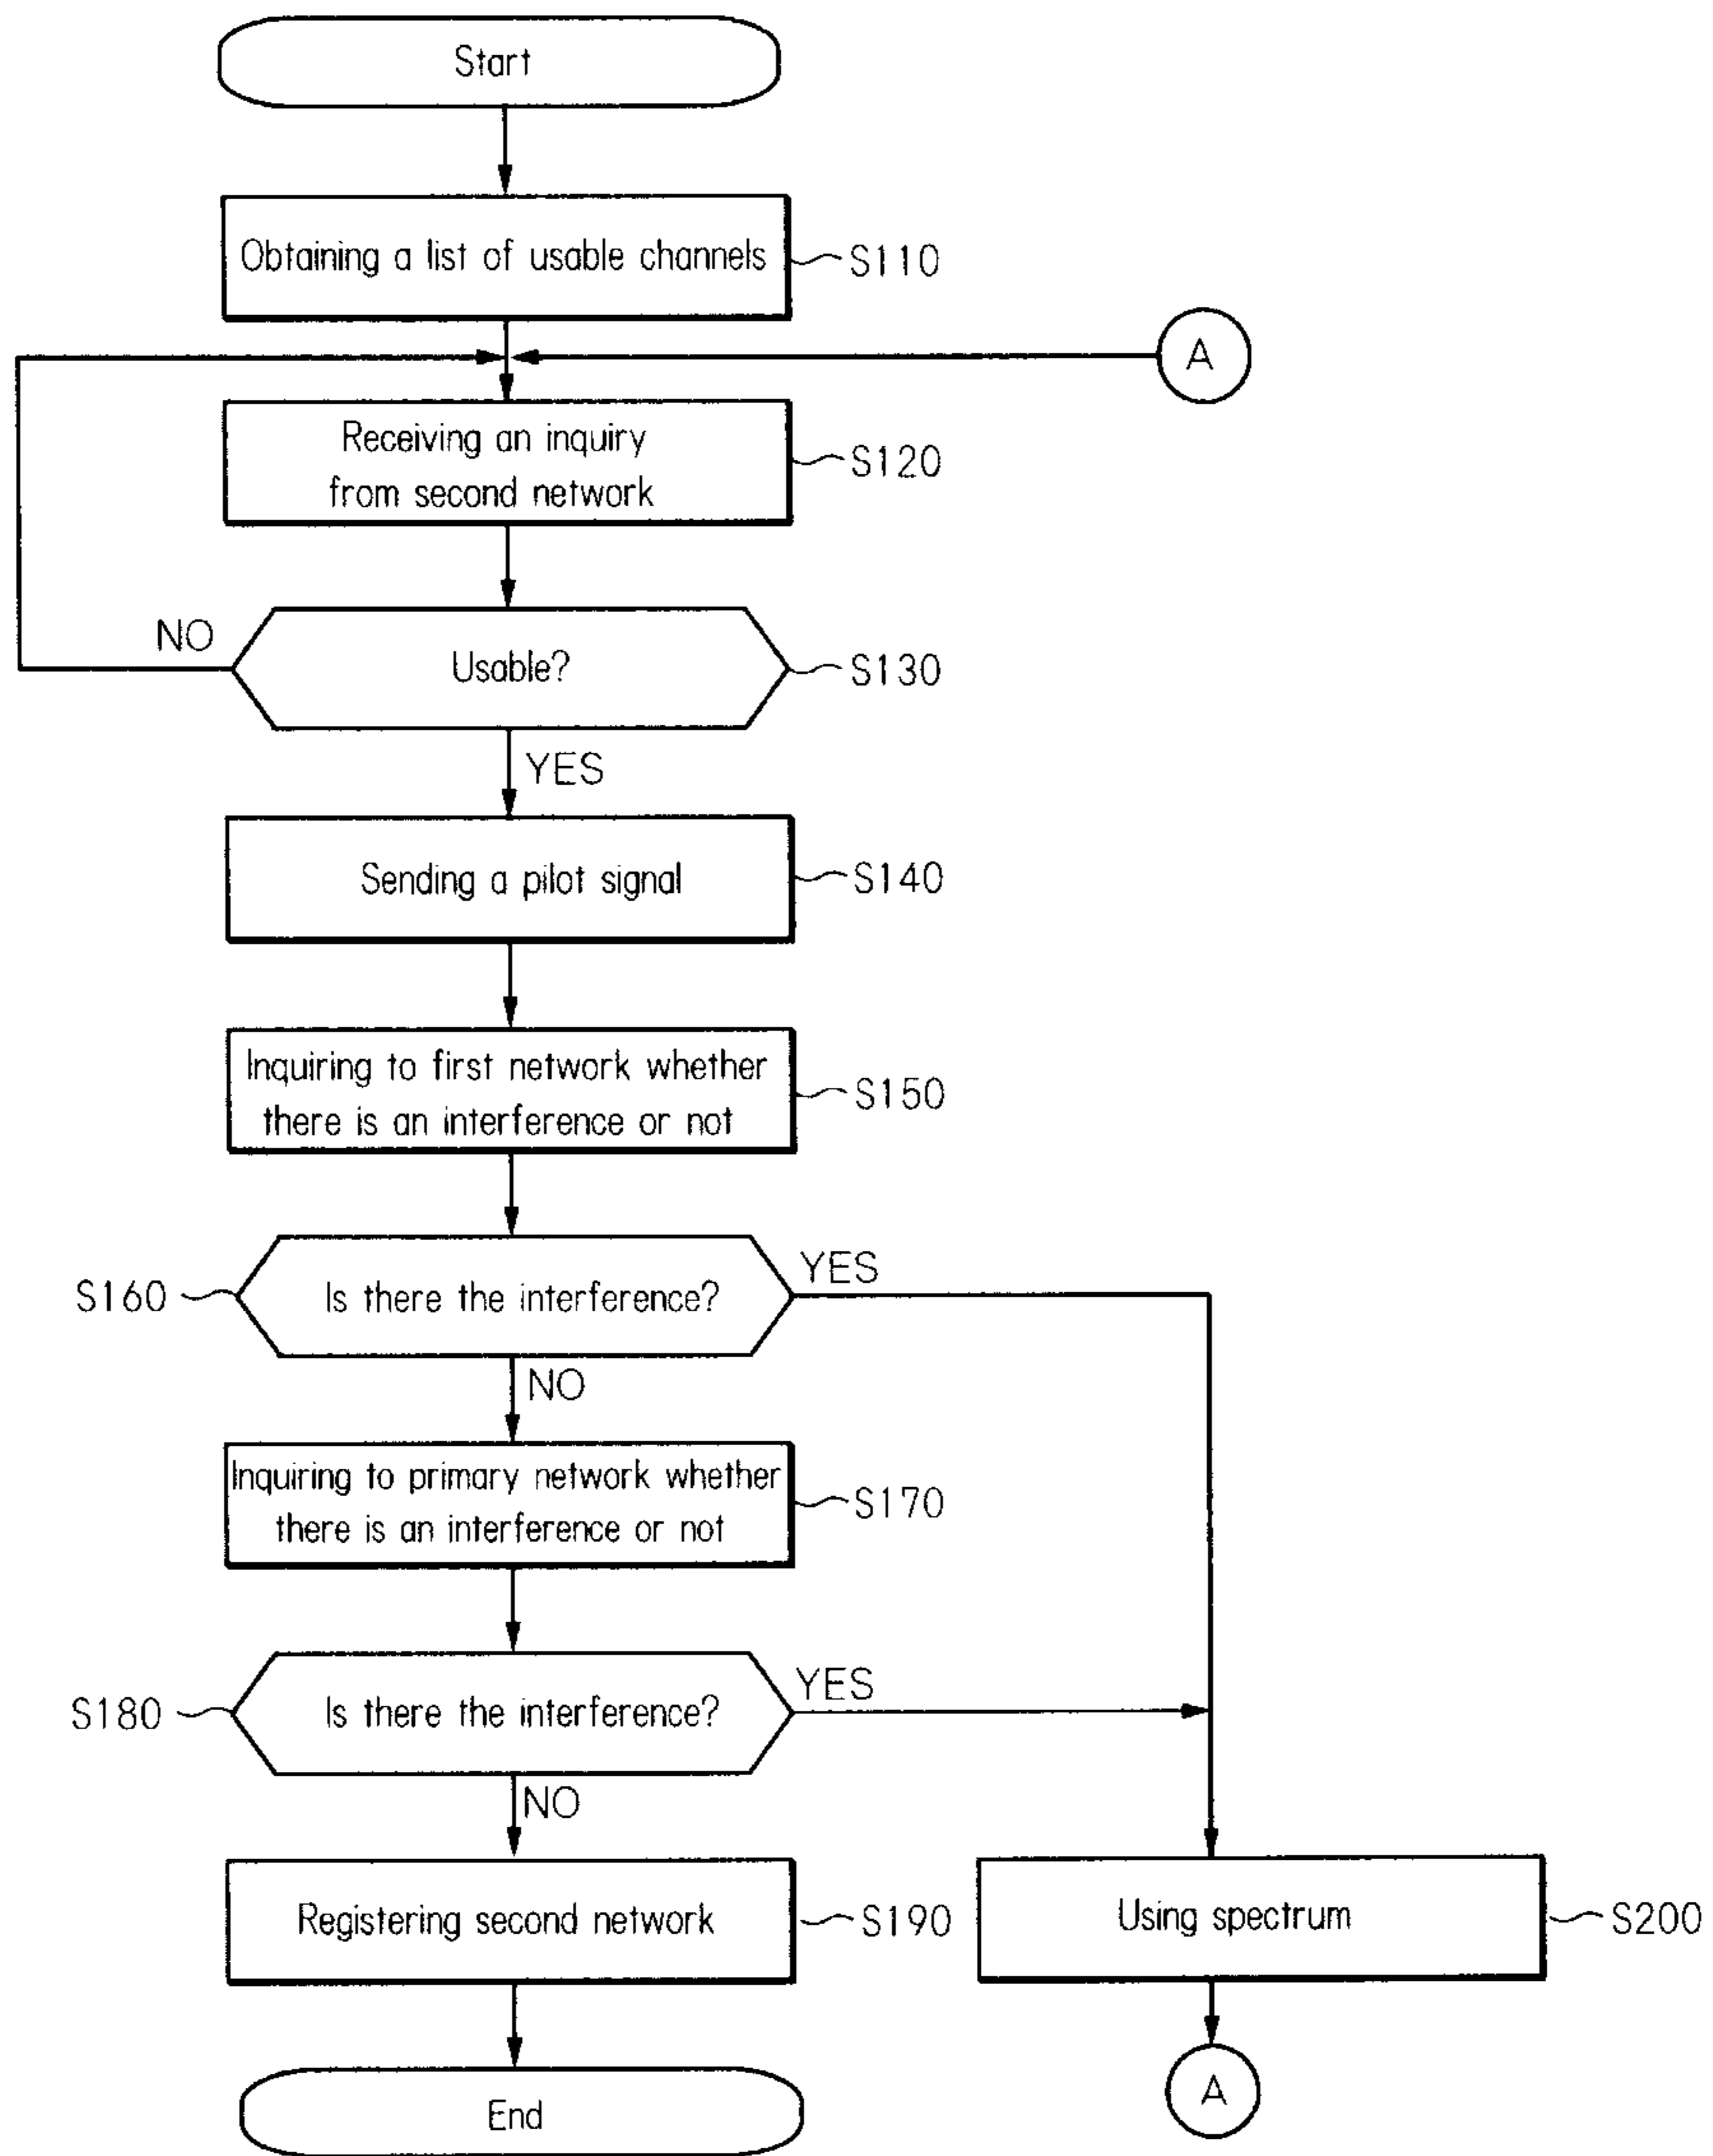 Start
Obtaining a list of usable channels
S110
A
Receiving an inquiry
from second network
S120
NO
Usable?
S130
YES
Sending a pilot signal
S140
Inquiring to first network whether
there is an interference or not
S150
S160
Is there the interference?
YES
NO
Inquiring to primary network whether
there is an interference or not
S170
S180
Is there the interference?
YES
NO
Registering second network
S190
Using spectrum
S200
End
A